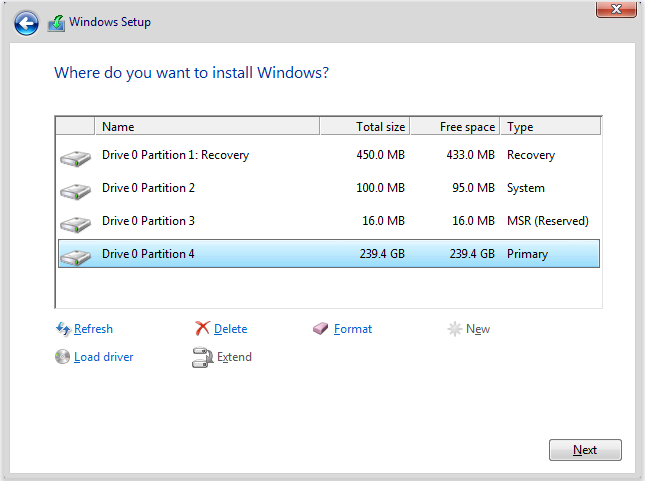 Windows Setup
Where do you want to install Windows?
Name Total size Free space Type
Drive 0 Partition 1: Recovery 450.0 MB 433.0 MB Recovery
Drive 0 Partition 2 100.0 MB 95.0 MB System
Drive 0 Partition 3 16.0 MB 16.0 MB MSR (Reserved)
Drive 0 Partition 4 239.4 GB 239.4 GB Primary
Refresh Delete Format New
Load driver Extend
Next